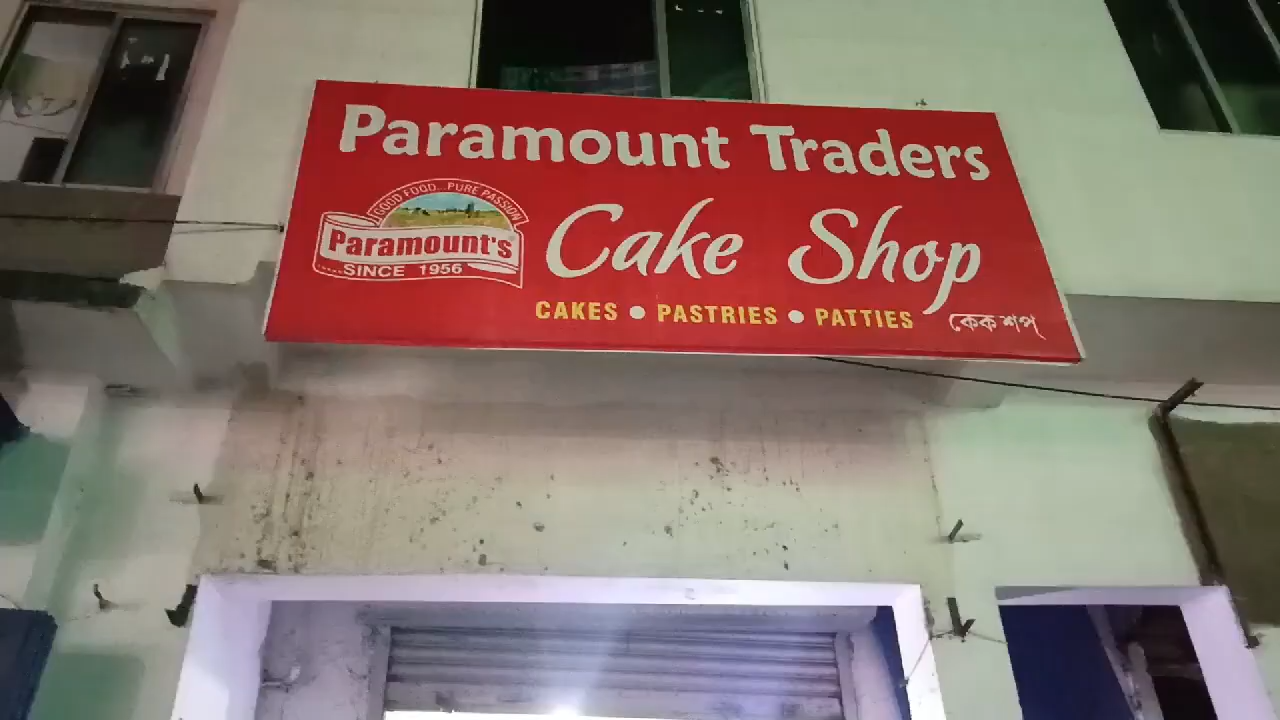 Paramount Traders
GOOD FOOD PURE PASSION
Paramount's
SINCE 1956
Cake Shop
CAKES • PASTRIES • PATTIES
কেক শপ